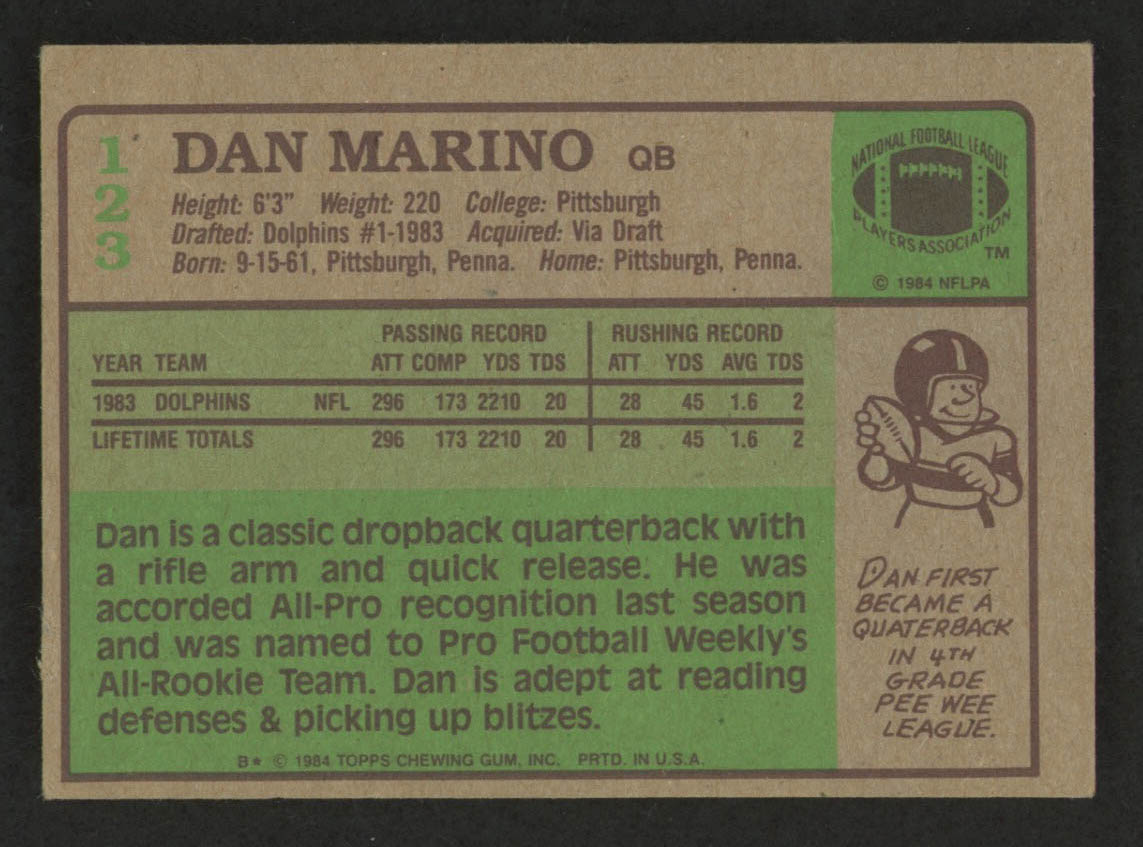 1
2
3
DAN MARINO QB
Height: 6'3" Weight: 220 College: Pittsburgh
Drafted: Dolphins #1-1983 Acquired: Via Draft
Born: 9-15-61, Pittsburgh, Penna. Home: Pittsburgh, Penna.
NATIONAL FOOTBALL LEAGUE
PLAYERS ASSOCIATION
TM
© 1984 NFLPA
PASSING RECORD RUSHING RECORD
YEAR TEAM ATT COMP YDS TDS ATT YDS AVG TDS
1983 DOLPHINS NFL 296 173 2210 20 28 45 1.6 2
LIFETIME TOTALS 296 173 2210 20 28 45 1.6 2
Dan is a classic dropback quarterback with
a rifle arm and quick release. He was
accorded All-Pro recognition last season
and was named to Pro Football Weekly's
All-Rookie Team. Dan is adept at reading
defenses & picking up blitzes.
B* © 1984 TOPPS CHEWING GUM, INC. PRTD. IN U.S.A.
DAN FIRST
BECAME A
QUATERBACK
IN 4TH
GRADE
PEE WEE
LEAGUE.